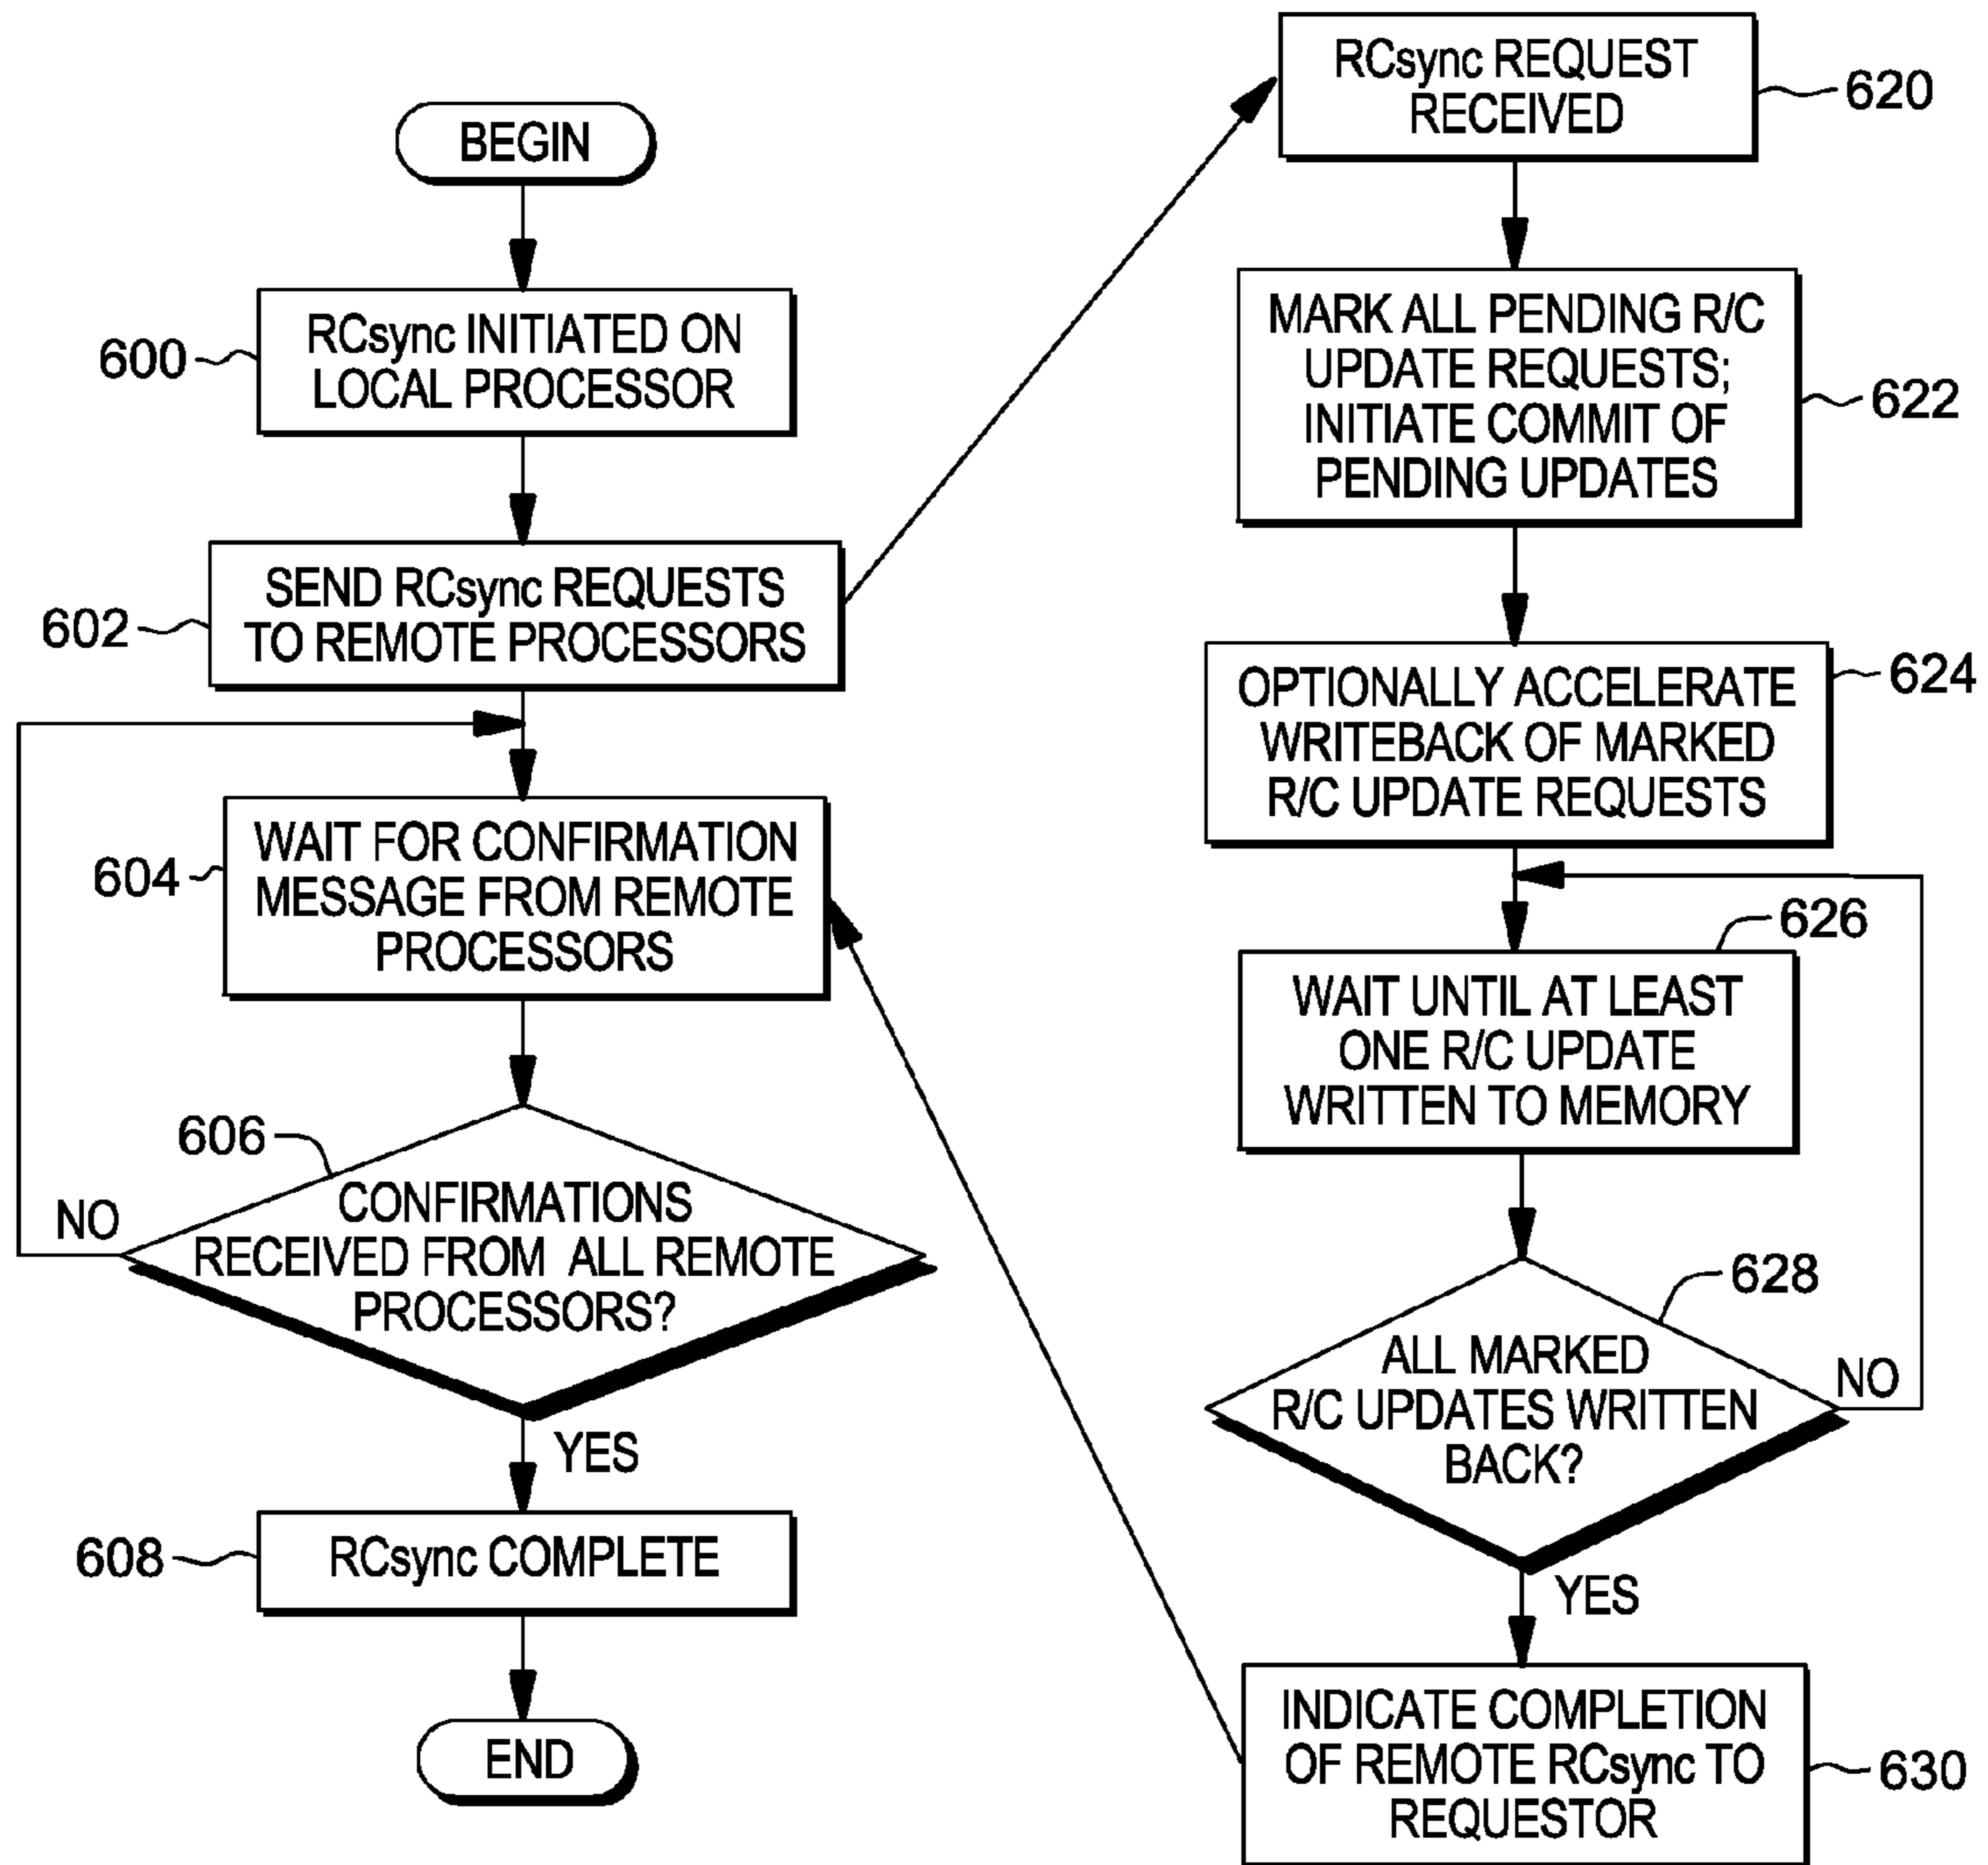 BEGIN
600
RCsync INITIATED ON
LOCAL PROCESSOR
602
SEND RCsync REQUESTS
TO REMOTE PROCESSORS
604
WAIT FOR CONFIRMATION
MESSAGE FROM REMOTE
PROCESSORS
606
CONFIRMATIONS
RECEIVED FROM ALL REMOTE
PROCESSORS?
NO
YES
608
RCsync COMPLETE
END
RCsync REQUEST
RECEIVED
620
MARK ALL PENDING R/C
UPDATE REQUESTS;
INITIATE COMMIT OF
PENDING UPDATES
622
OPTIONALLY ACCELERATE
WRITEBACK OF MARKED
R/C UPDATE REQUESTS
624
626
WAIT UNTIL AT LEAST
ONE R/C UPDATE
WRITTEN TO MEMORY
628
ALL MARKED
R/C UPDATES WRITTEN
BACK?
NO
YES
INDICATE COMPLETION
OF REMOTE RCsync TO
REQUESTOR
630